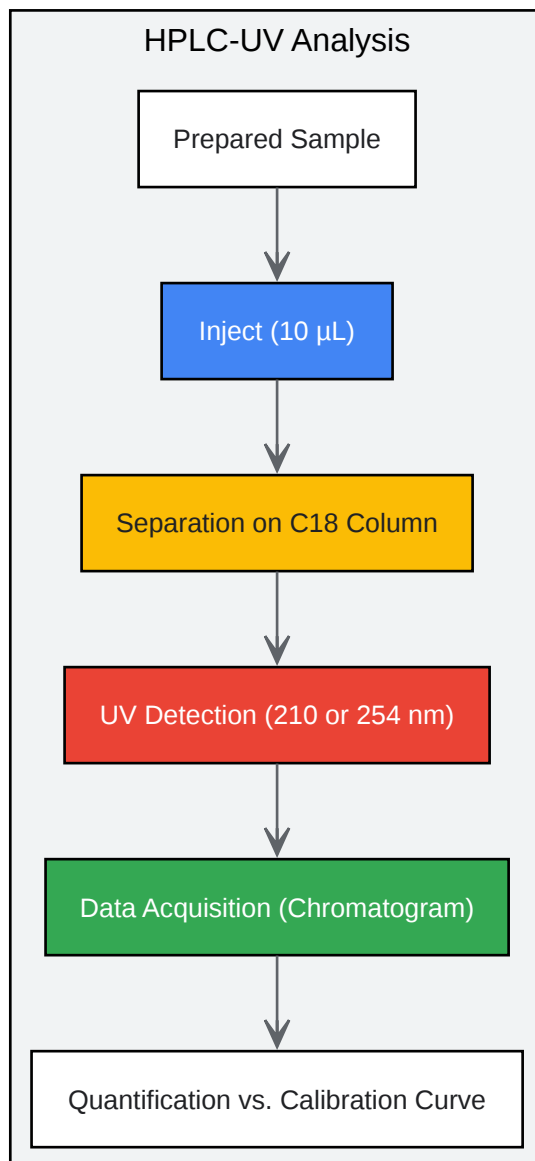 HPLC-UV Analysis
Prepared Sample
Inject (10 µL)
Separation on C18 Column
UV Detection (210 or 254 nm)
Data Acquisition (Chromatogram)
Quantification vs. Calibration Curve